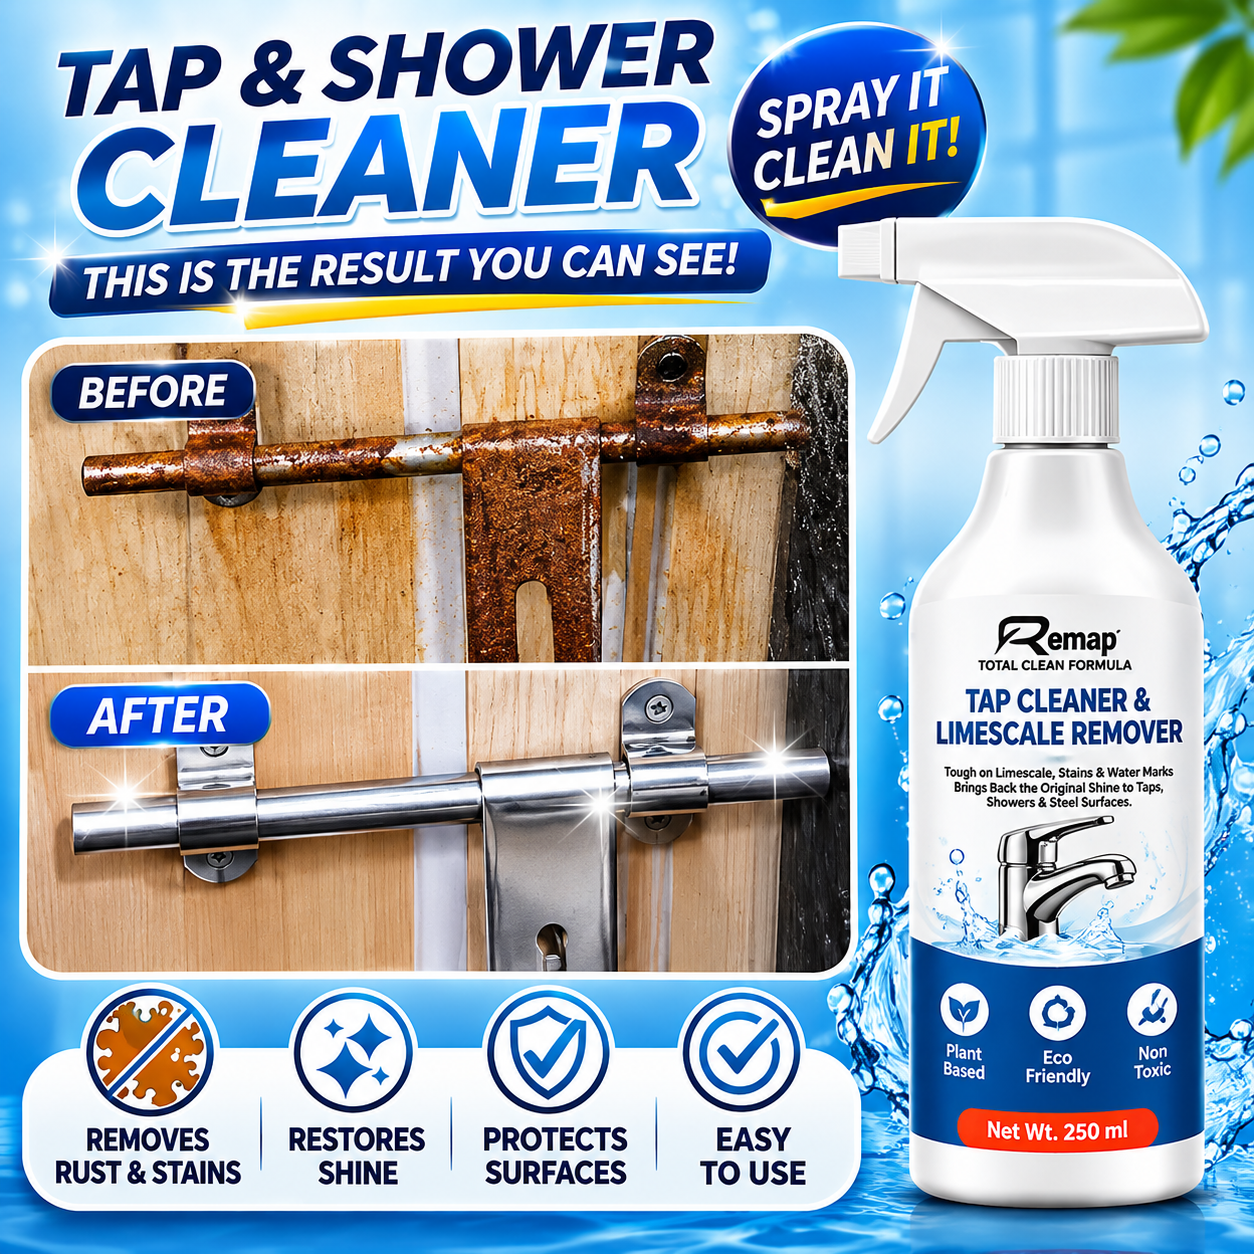 TAP & SHOWER
CLEANER
THIS IS THE RESULT YOU CAN SEE!
SPRAY IT
CLEAN IT!
BEFORE
AFTER
Remap
TOTAL CLEAN FORMULA
TAP CLEANER &
LIMESCALE REMOVER
Tough on Limescale, Stains & Water Marks
Brings Back the Original Shine to Taps,
Showers & Steel Surfaces.
Plant
Based
Eco
Friendly
Non
Toxic
Net Wt. 250 ml
REMOVES
RUST & STAINS
RESTORES
SHINE
PROTECTS
SURFACES
EASY
TO USE